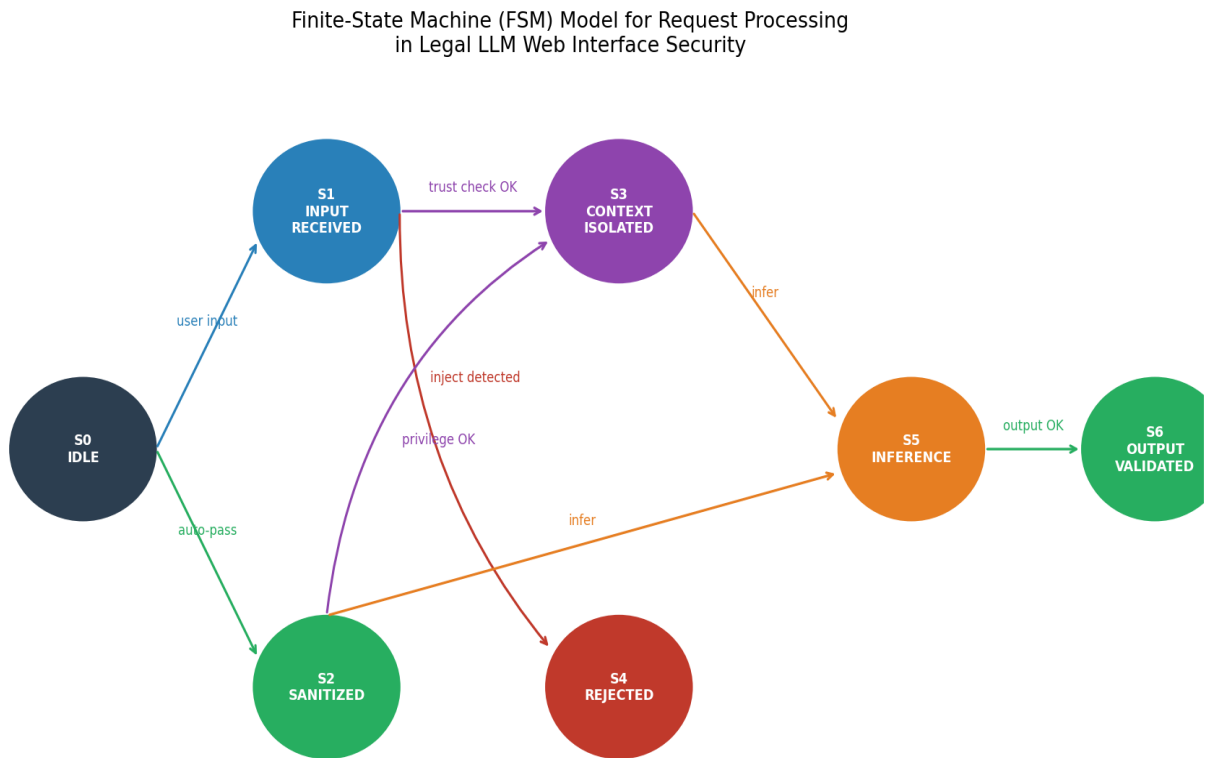 Finite-State Machine (FSM) Model for Request Processing
in Legal LLM Web Interface Security
S1
INPUT
RECEIVED
trust check OK
S3
CONTEXT
ISOLATED
infer
user input
inject detected
privilege OK
S0
IDLE
S5
INFERENCE
output OK
S6
OUTPUT
VALIDATED
auto-pass
infer
S2
SANITIZED
S4
REJECTED